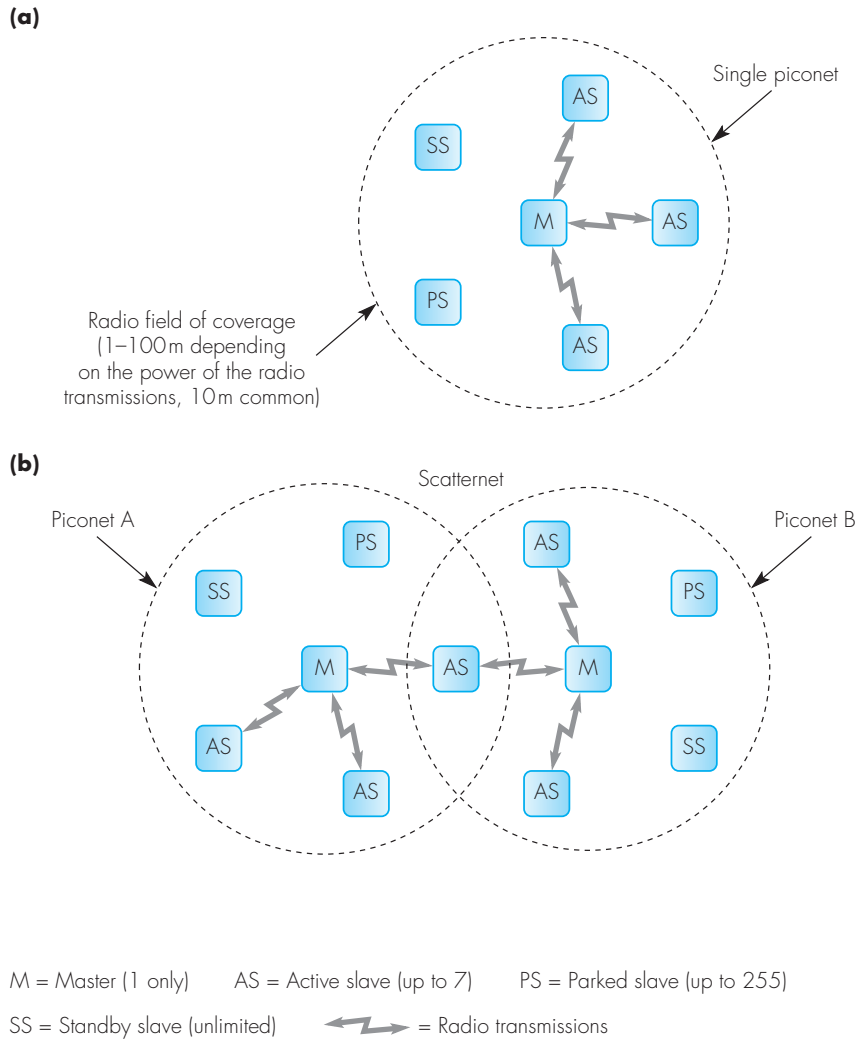 (a)
Single piconet
AS
SS
M
AS
PS
AS
Radio field of coverage
(1–100m depending
on the power of the radio
transmissions, 10m common)
(b)
Scatternet
Piconet A
Piconet B
PS
AS
SS
PS
M
AS
M
AS
SS
AS
AS
M = Master (1 only) AS = Active slave (up to 7) PS = Parked slave (up to 255)
SS = Standby slave (unlimited) = Radio transmissions